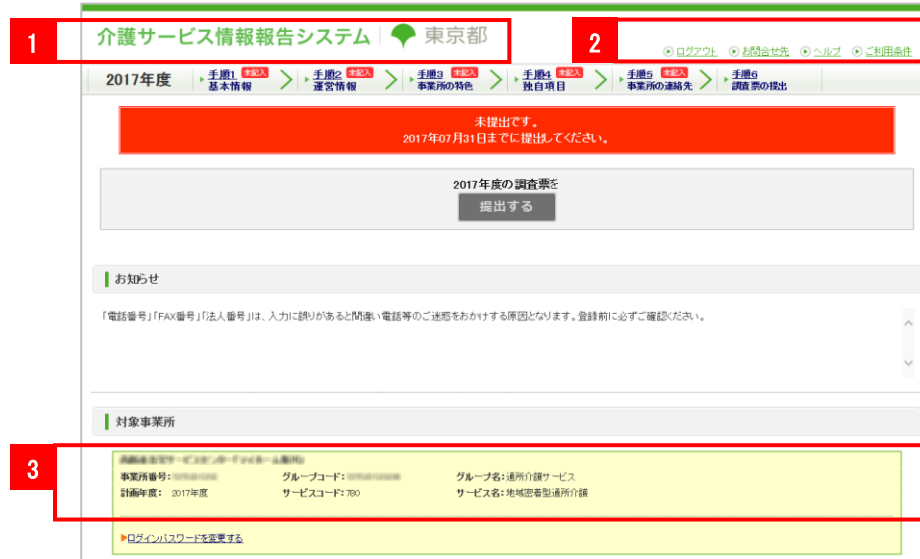 1
介護サービス情報報告システム 東京都
2
ログアウト お問合せ先 ヘルプ ご利用条件
2017年度 手順1 未記入 基本情報 手順2 未記入 運営情報 手順3 未記入 事業所の特色 手順4 未記入 独自項目 手順5 未記入 事業所の連絡先 手順6 調査票の提出
未提出です。
2017年07月31日までに提出してください。
2017年度の調査票を
提出する
お知らせ
「電話番号」「FAX番号」「法人番号」は、入力に誤りがあると間違い電話等のご迷惑をおかけする原因となります。登録前に必ずご確認ください。
対象事業所
3
事業所番号: グループコード: グループ名:通所介護サービス
計画年度: 2017年度 サービスコード:780 サービス名:地域密着型通所介護
ログインパスワードを変更する